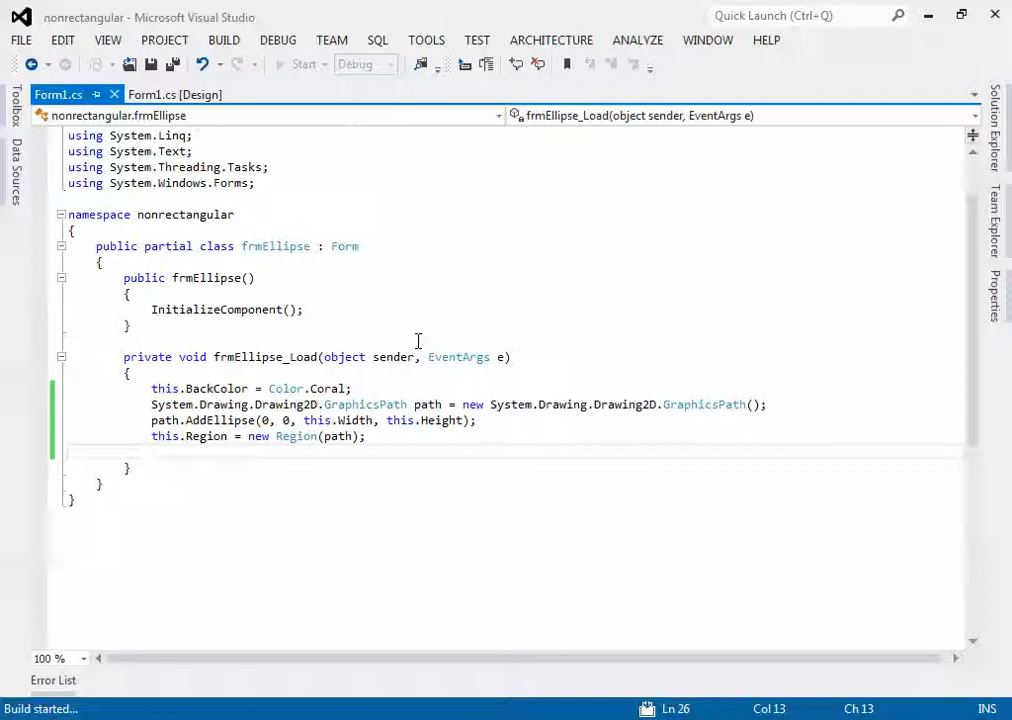 nonrectangular - Microsoft Visual Studio
Quick Launch (Ctrl+Q)
FILE EDIT VIEW PROJECT BUILD DEBUG TEAM SQL TOOLS TEST ARCHITECTURE ANALYZE WINDOW HELP
Start Debug
Form1.cs Form1.cs [Design]
nonrectangular.frmEllipse frmEllipse_Load(object sender, EventArgs e)
Toolbox
Data Sources
using System.Linq;
using System.Text;
using System.Threading.Tasks;
using System.Windows.Forms;
namespace nonrectangular
{
public partial class frmEllipse : Form
{
public frmEllipse()
{
InitializeComponent();
}
private void frmEllipse_Load(object sender, EventArgs e)
{
this.BackColor = Color.Coral;
System.Drawing.Drawing2D.GraphicsPath path = new System.Drawing.Drawing2D.GraphicsPath();
path.AddEllipse(0, 0, this.Width, this.Height);
this.Region = new Region(path);
}
}
}
Solution Explorer
Team Explorer
Properties
100 %
Error List
Build started... Ln 26 Col 13 Ch 13 INS